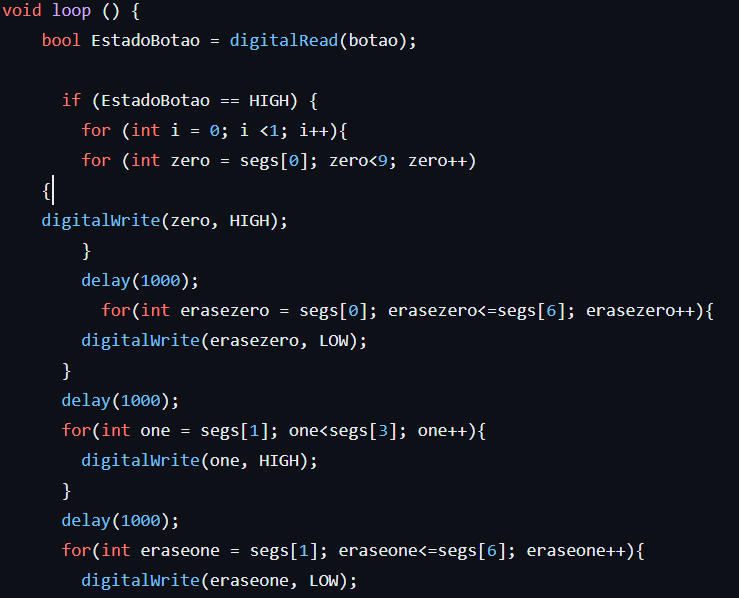 void loop () {
bool EstadoBotao = digitalRead(botao);
if (EstadoBotao == HIGH) {
for (int i = 0; i <1; i++){
for (int zero = segs[0]; zero<9; zero++)
{
digitalWrite(zero, HIGH);
}
delay(1000);
for(int erasezero = segs[0]; erasezero<=segs[6]; erasezero++){
digitalWrite(erasezero, LOW);
}
delay(1000);
for(int one = segs[1]; one<segs[3]; one++){
digitalWrite(one, HIGH);
}
delay(1000);
for(int eraseone = segs[1]; eraseone<=segs[6]; eraseone++){
digitalWrite(eraseone, LOW);